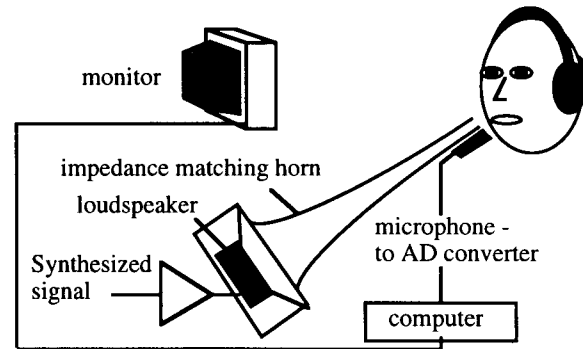 monitor
impedance matching horn
loudspeaker
Synthesized
signal
microphone -
to AD converter
computer